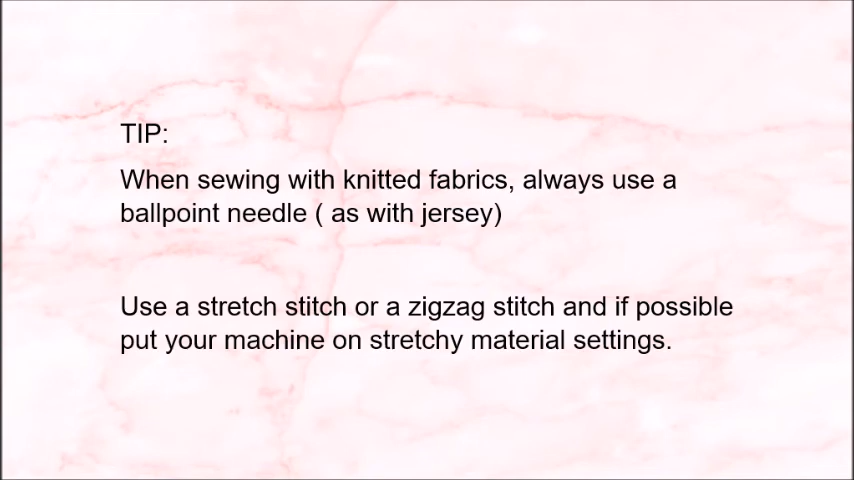 TIP:
When sewing with knitted fabrics, always use a
ballpoint needle ( as with jersey)
Use a stretch stitch or a zigzag stitch and if possible
put your machine on stretchy material settings.